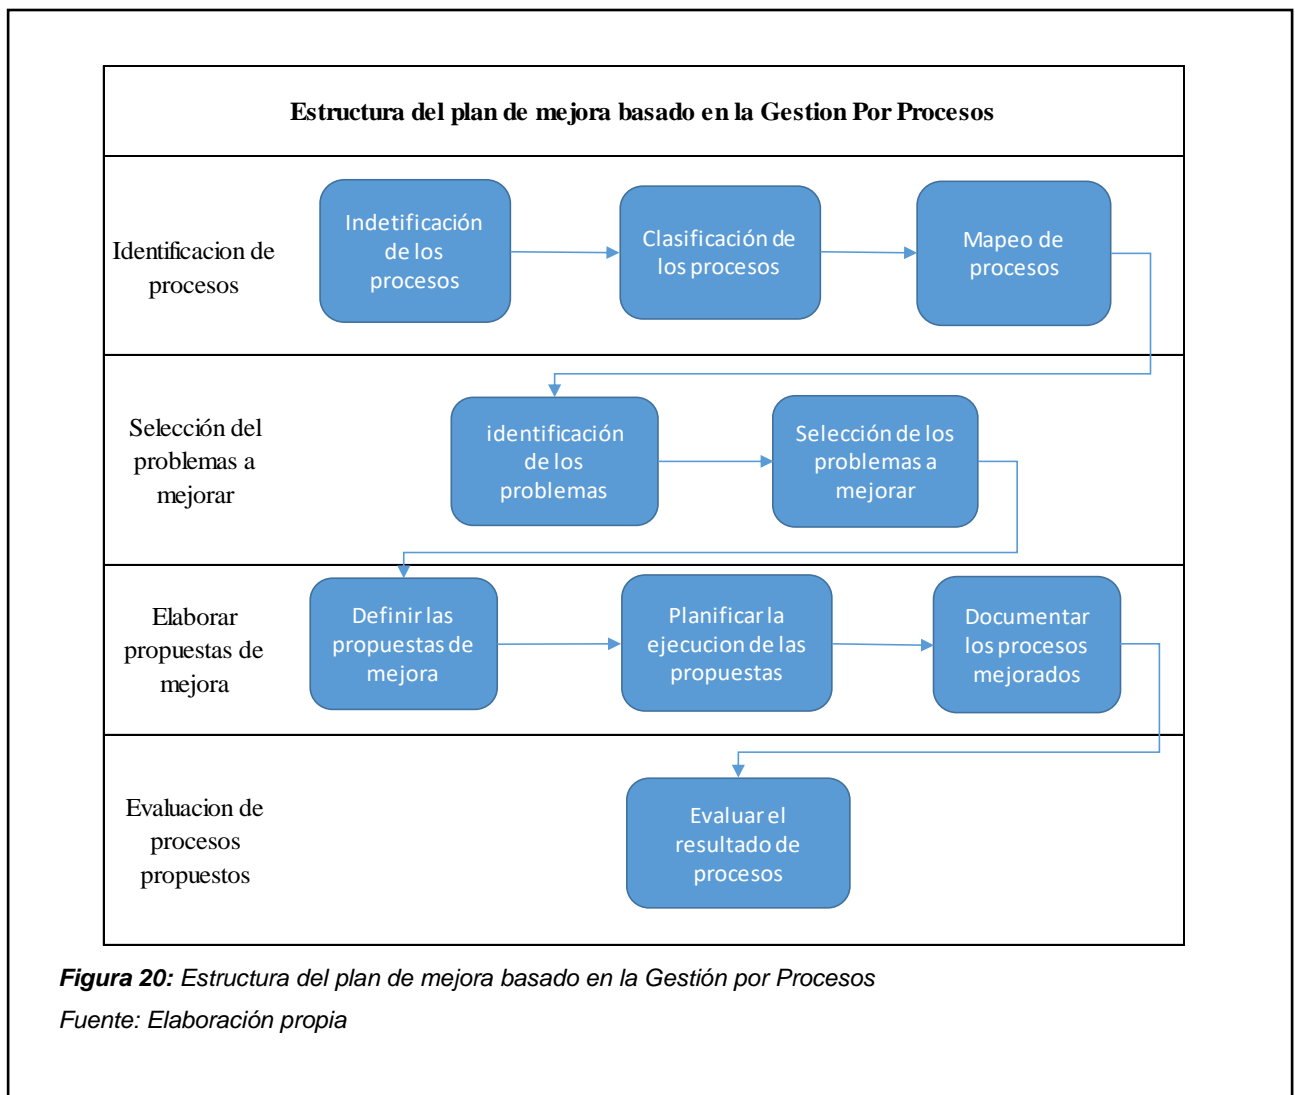 Estructura del plan de mejora basado en la Gestion Por Procesos
Identificacion de
procesos
Indetificación
de los
procesos
Clasificación de
los procesos
Mapeo de
procesos
Selección del
problemas a
mejorar
identificación
de los
problemas
Selección de los
problemas a
mejorar
Elaborar
propuestas de
mejora
Definir las
propuestas de
mejora
Planificar la
ejecucion de las
propuestas
Documentar
los procesos
mejorados
Evaluacion de
procesos
propuestos
Evaluar el
resultado de
procesos
Figura 20: Estructura del plan de mejora basado en la Gestión por Procesos
Fuente: Elaboración propia